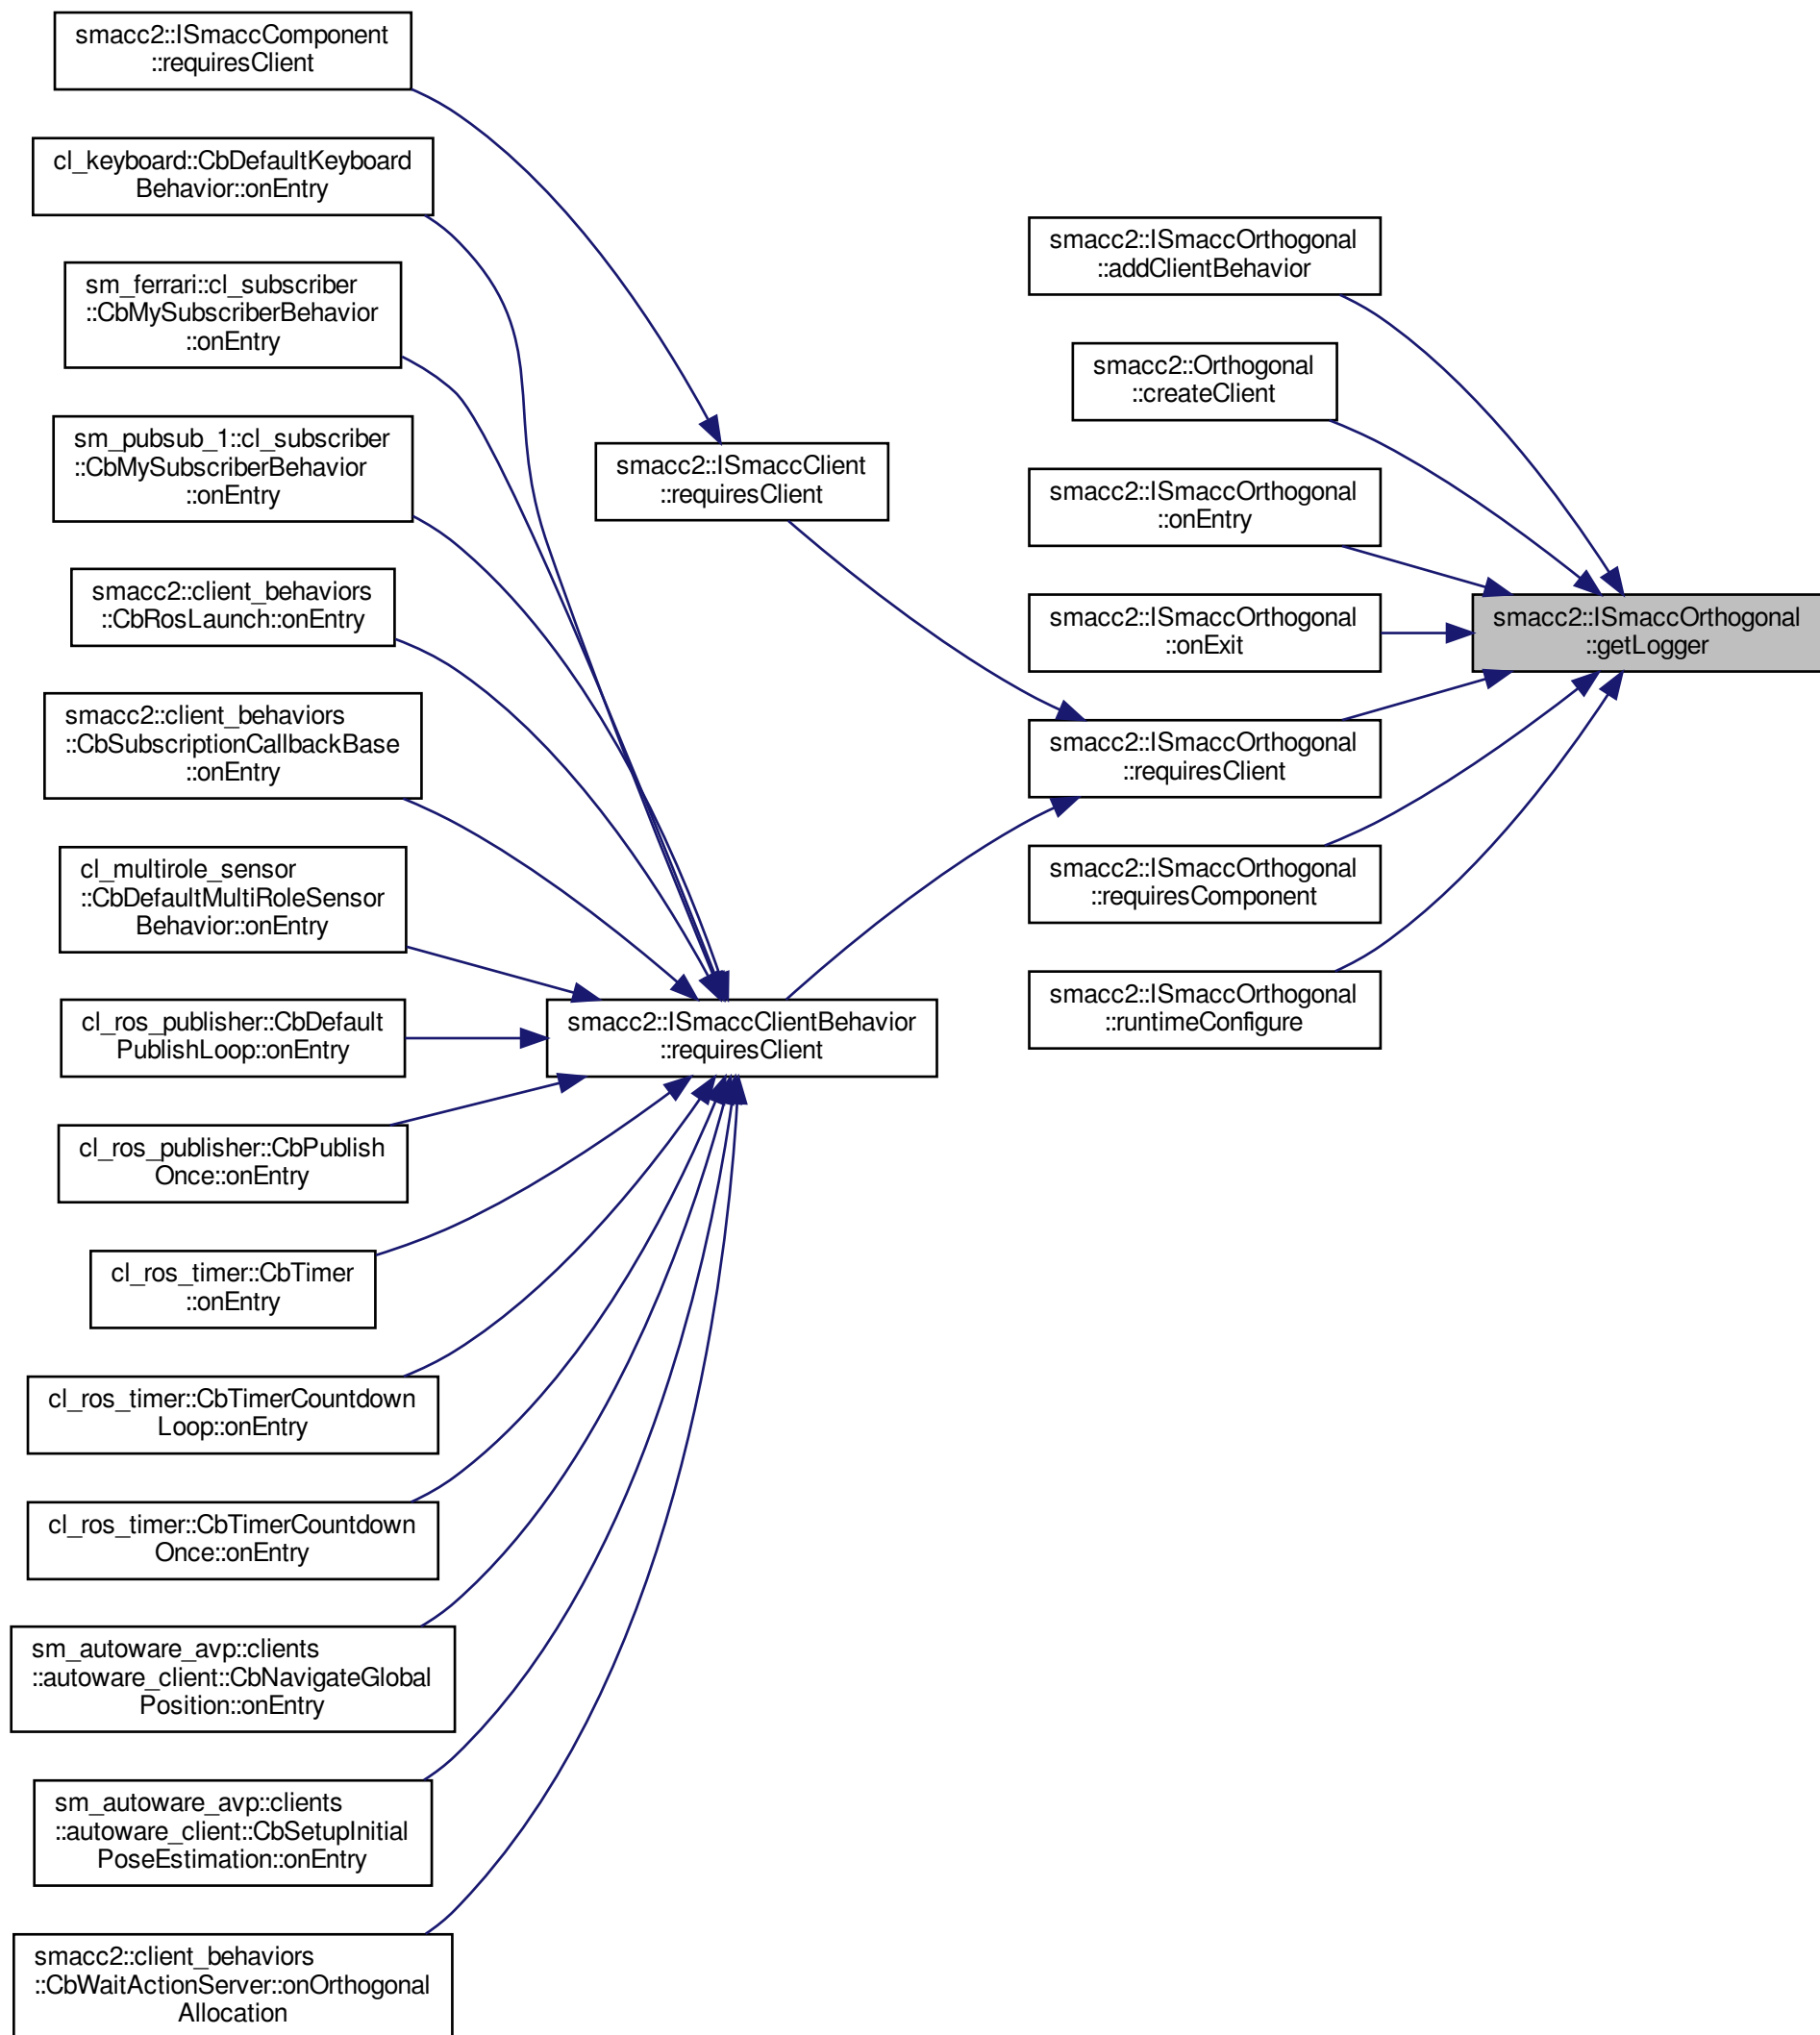 smacc2::ISmaccComponent
::requiresClient
cl_keyboard::CbDefaultKeyboard
Behavior::onEntry
sm_ferrari::cl_subscriber
::CbMySubscriberBehavior
::onEntry
sm_pubsub_1::cl_subscriber
::CbMySubscriberBehavior
::onEntry
smacc2::client_behaviors
::CbRosLaunch::onEntry
smacc2::client_behaviors
::CbSubscriptionCallbackBase
::onEntry
cl_multirole_sensor
::CbDefaultMultiRoleSensor
Behavior::onEntry
cl_ros_publisher::CbDefault
PublishLoop::onEntry
cl_ros_publisher::CbPublish
Once::onEntry
cl_ros_timer::CbTimer
::onEntry
cl_ros_timer::CbTimerCountdown
Loop::onEntry
cl_ros_timer::CbTimerCountdown
Once::onEntry
sm_autoware_avp::clients
::autoware_client::CbNavigateGlobal
Position::onEntry
sm_autoware_avp::clients
::autoware_client::CbSetupInitial
PoseEstimation::onEntry
smacc2::client_behaviors
::CbWaitActionServer::onOrthogonal
Allocation
smacc2::ISmaccClient
::requiresClient
smacc2::ISmaccClientBehavior
::requiresClient
smacc2::ISmaccOrthogonal
::addClientBehavior
smacc2::Orthogonal
::createClient
smacc2::ISmaccOrthogonal
::onEntry
smacc2::ISmaccOrthogonal
::onExit
smacc2::ISmaccOrthogonal
::requiresClient
smacc2::ISmaccOrthogonal
::requiresComponent
smacc2::ISmaccOrthogonal
::runtimeConfigure
smacc2::ISmaccOrthogonal
::getLogger